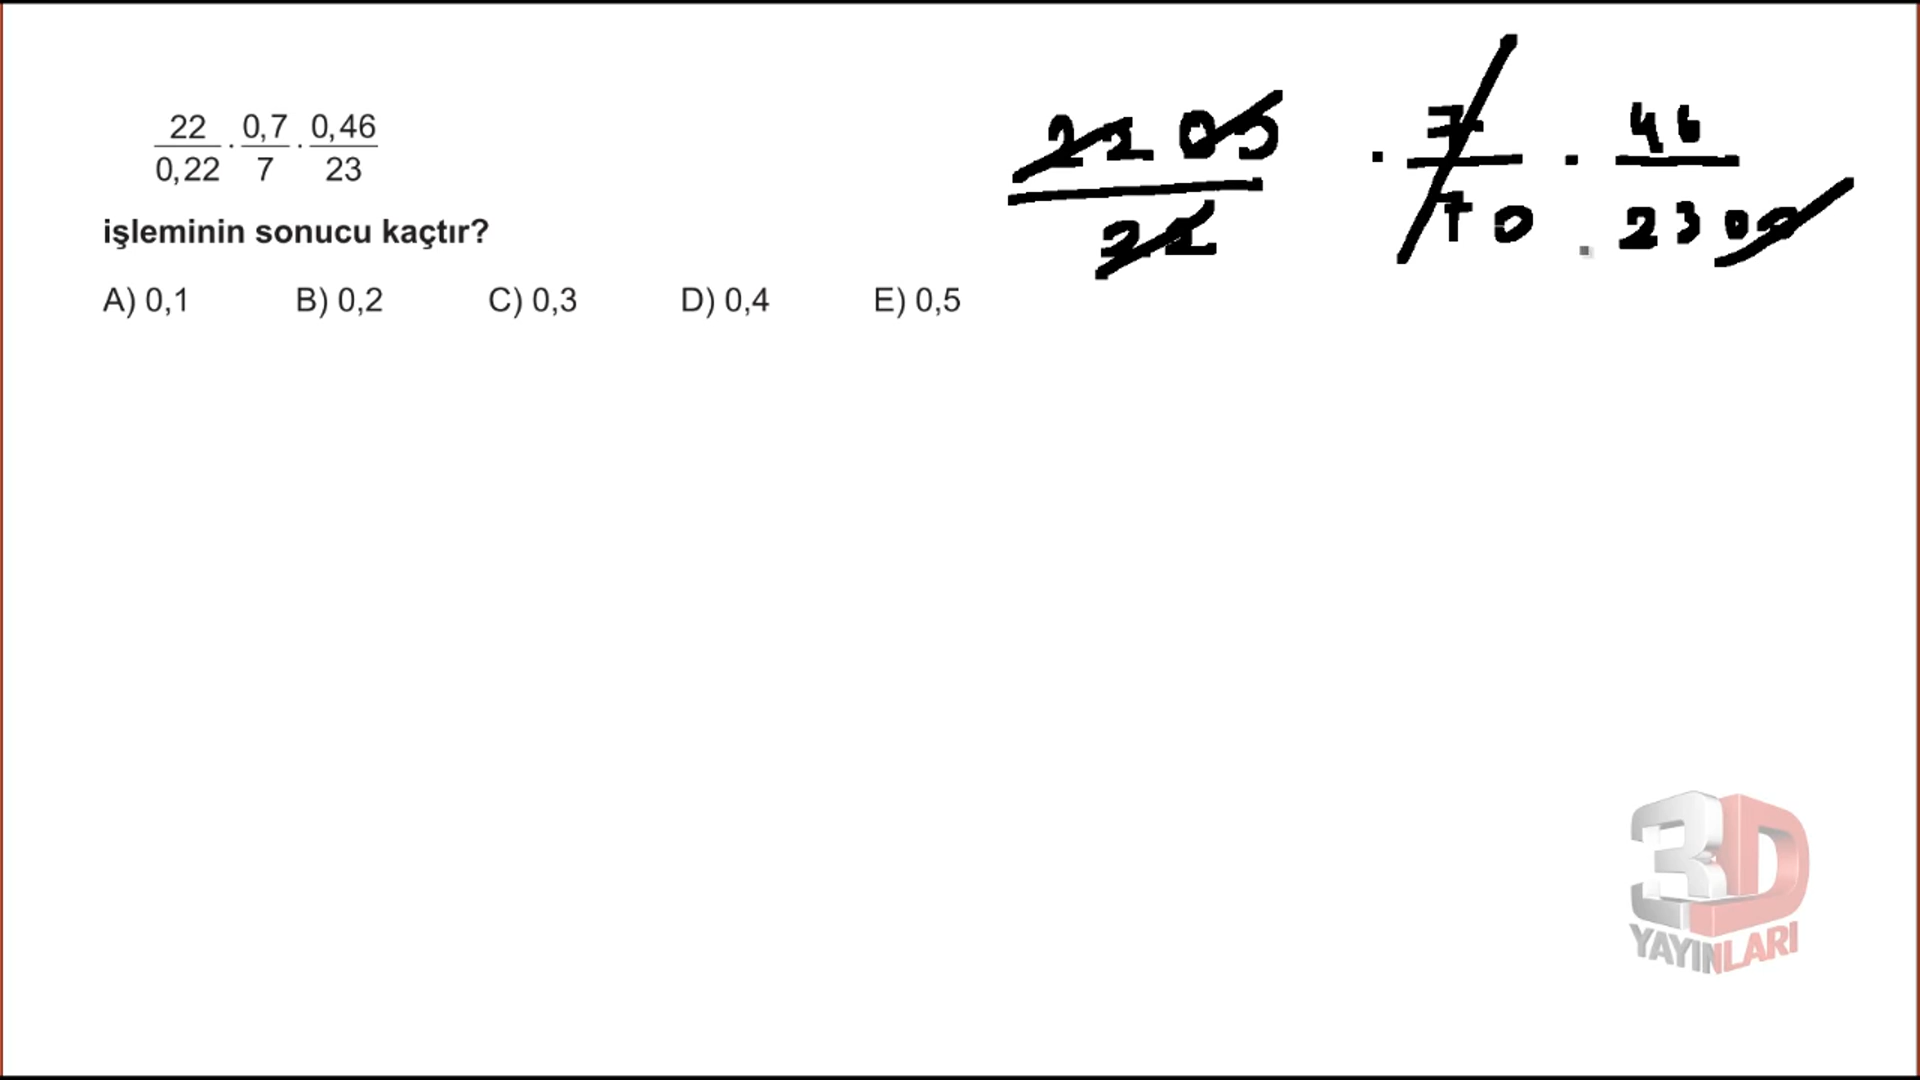 22/0,22 · 0,7/7 · 0,46/23
işleminin sonucu kaçtır?
A) 0,1 B) 0,2 C) 0,3 D) 0,4 E) 0,5
2200/22 · 7/70 · 46/2300
3D
YAYINLARI